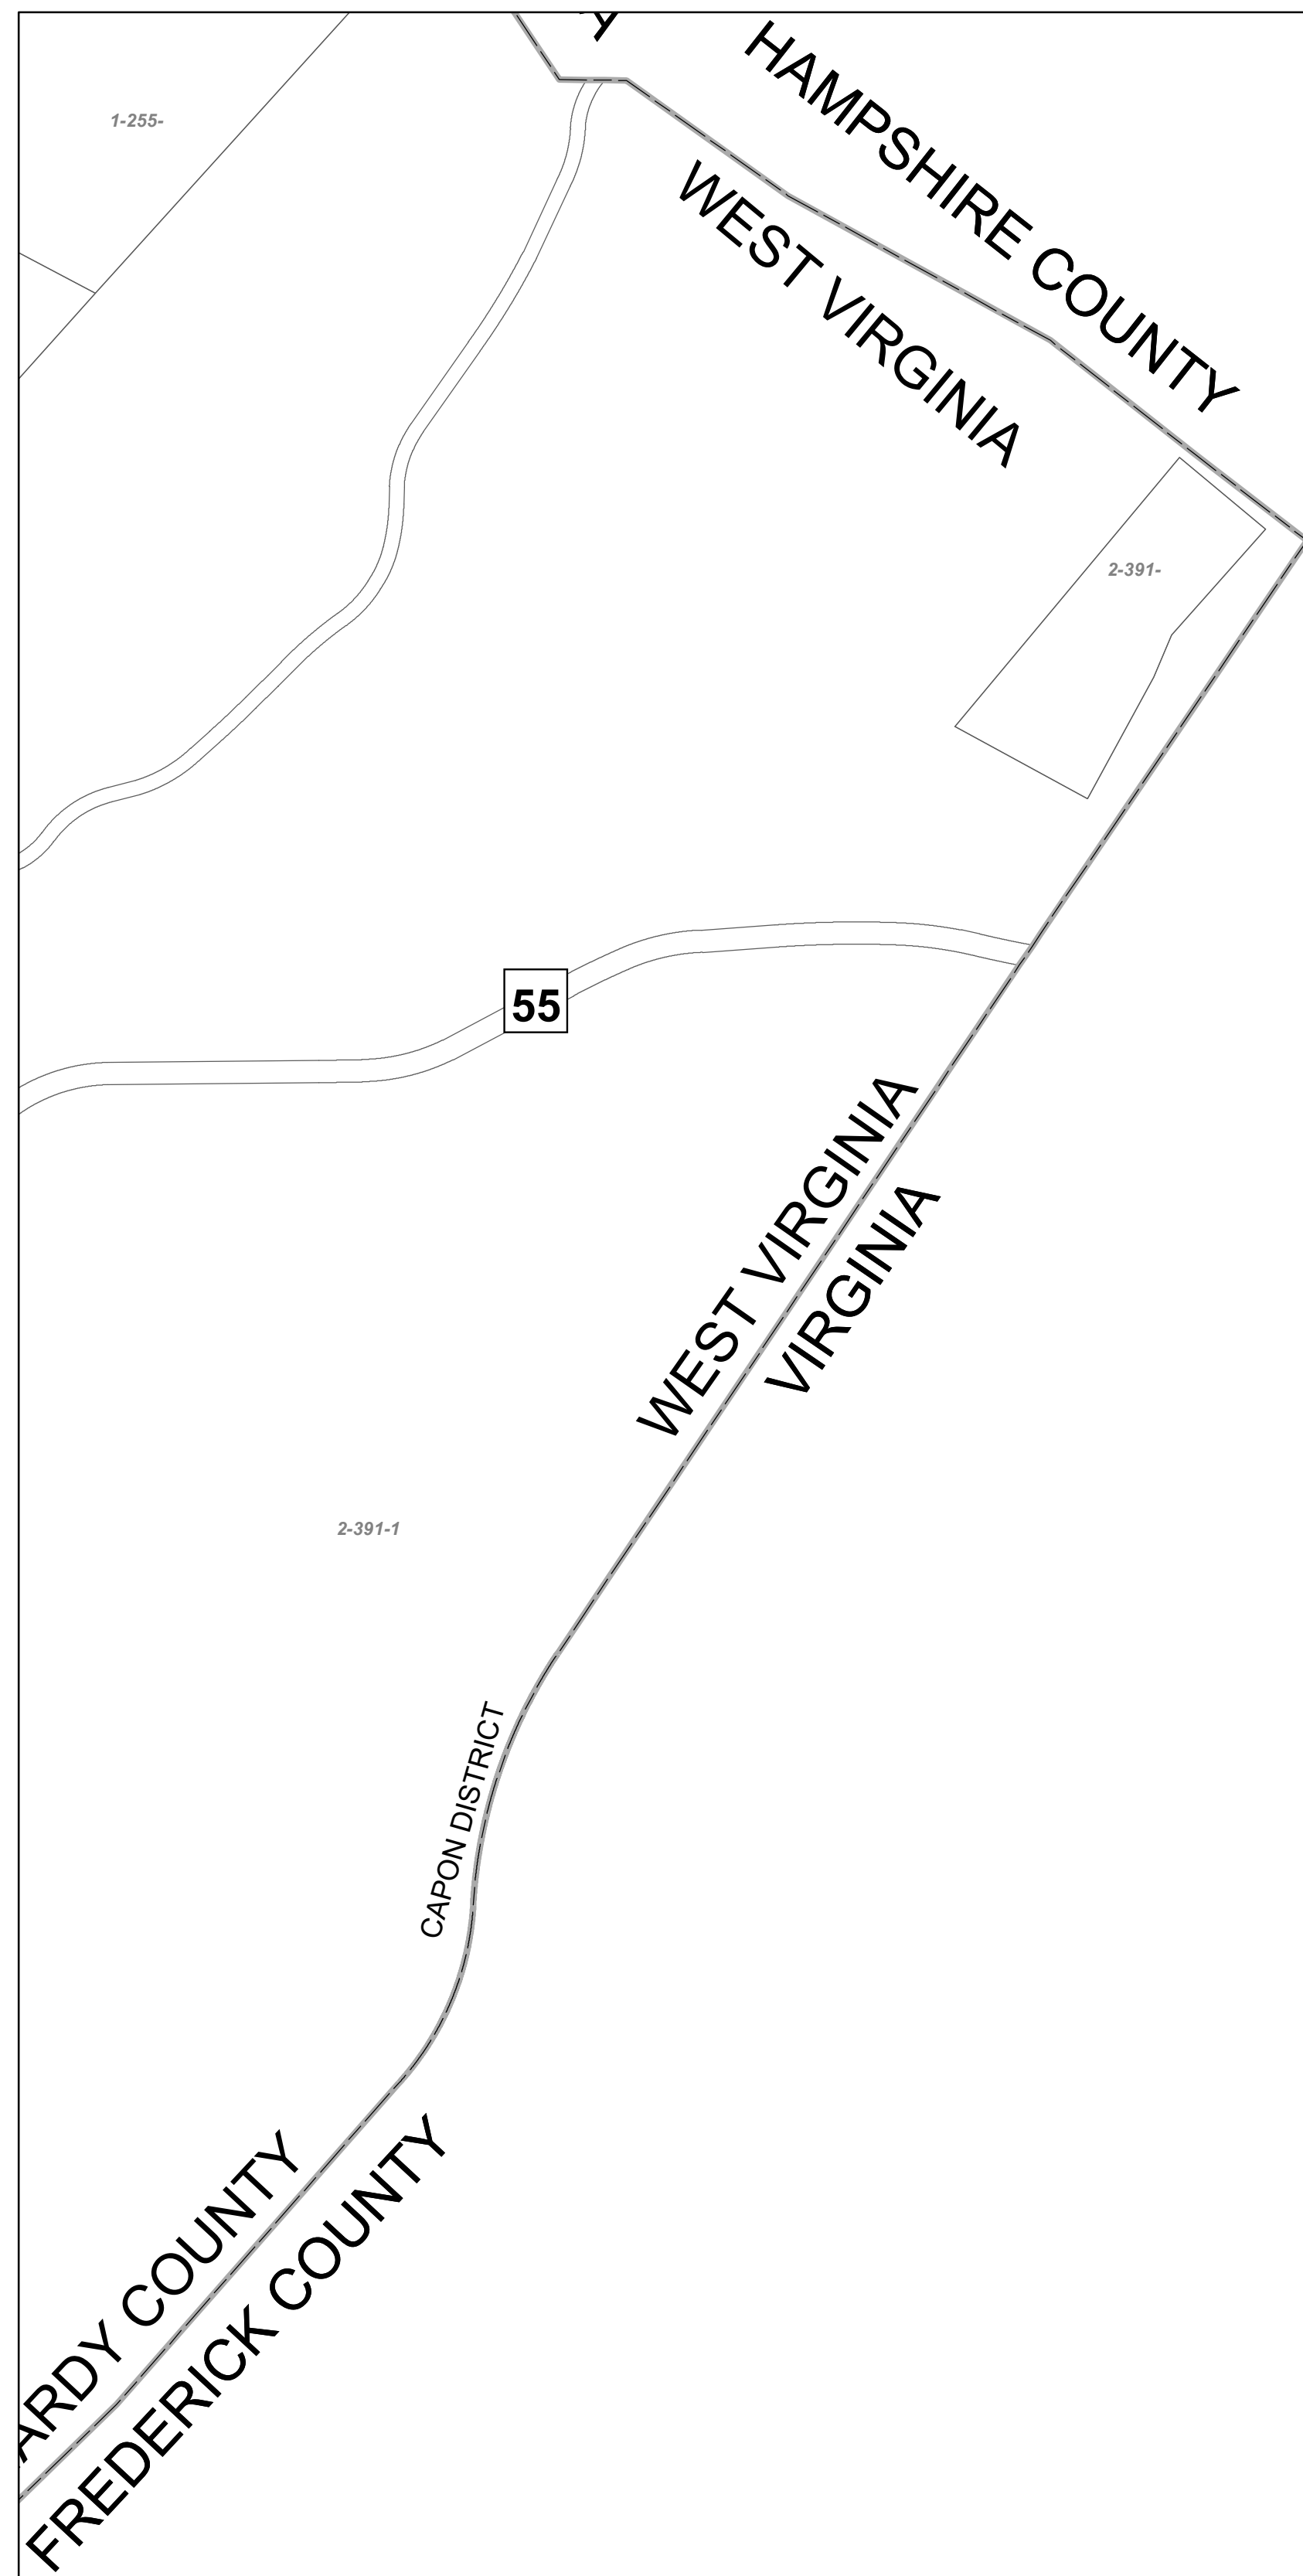 HAMPSHIRE COUNTY
1-255-
WEST VIRGINIA
2-391-
55
WEST VIRGINIA
VIRGINIA
2-391-1
CAPON DISTRICT
ARDY COUNTY
FREDERICK COUNTY